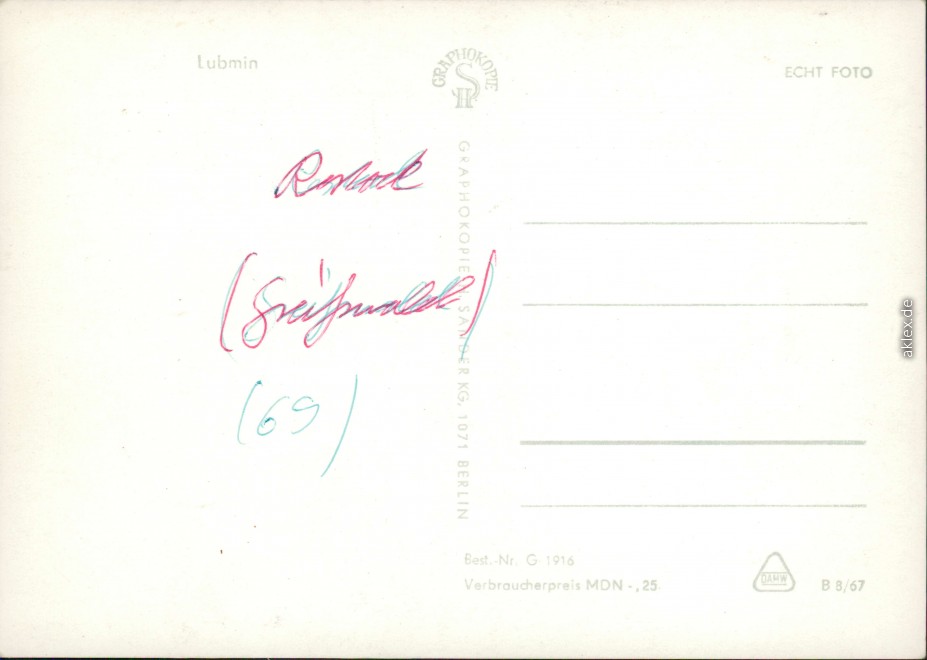 Lubmin
GRAPHOKOPIE
SH
ECHT FOTO
Rostock
(Greifswald)
(69)
GRAPHOKOPIE H. SANDER KG, 1071 BERLIN
Best.-Nr. G 1916
Verbraucherpreis MDN -,25
DAMW
B 8/67
aklex.de